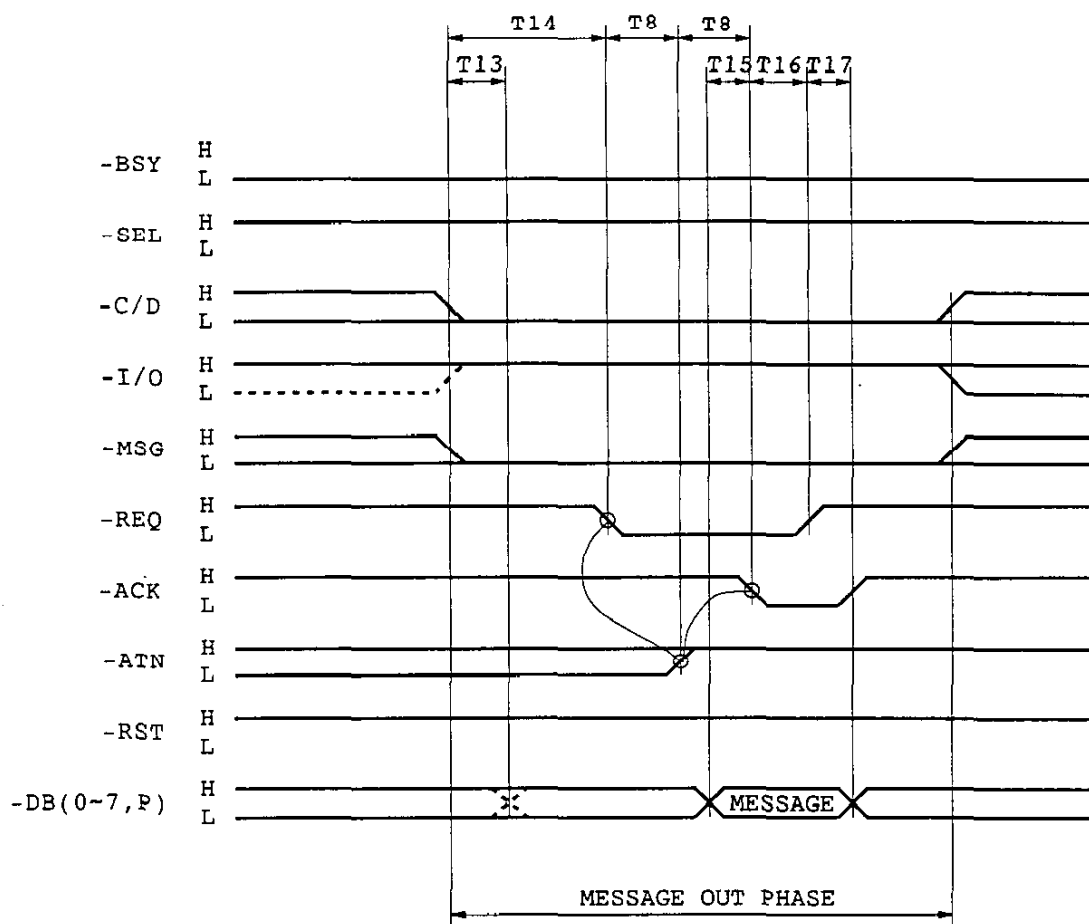 T14 T8 T8
T13 T15 T16 T17
-BSY H
L
-SEL H
L
-C/D H
L
-I/O H
L
-MSG H
L
-REQ H
L
-ACK H
L
-ATN H
L
-RST H
L
-DB(0~7,P) H
L
MESSAGE
MESSAGE OUT PHASE